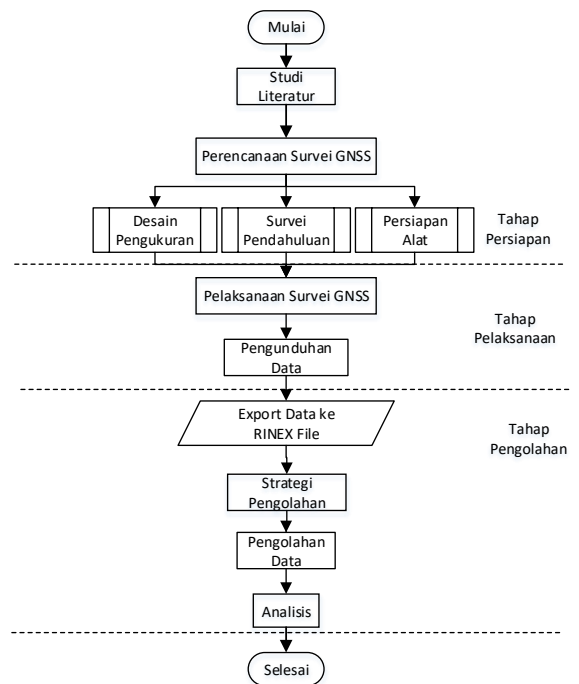 Mulai
Studi
Literatur
Perencanaan Survei GNSS
Desain
Pengukuran
Survei
Pendahuluan
Persiapan
Alat
Tahap
Persiapan
Pelaksanaan Survei GNSS
Pengunduhan
Data
Tahap
Pelaksanaan
Export Data ke
RINEX File
Tahap
Pengolahan
Strategi
Pengolahan
Pengolahan
Data
Analisis
Selesai